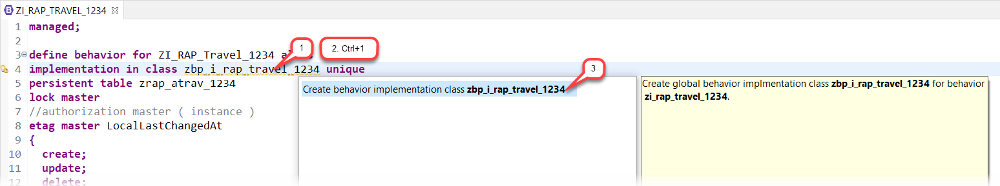 ZI_RAP_TRAVEL_1234
1 managed;
2
3 define behavior for ZI_RAP_Travel_1234
1
2. Ctrl+1
4 implementation in class zbp_i_rap_travel_1234 unique
3
5 persistent table zrap_atrav_1234
6 lock master
7 //authorization master ( instance )
8 etag master LocalLastChangedAt
9 {
10 create;
11 update;
12 delete;
Create behavior implementation class zbp_i_rap_travel_1234
Create global behavior implmentation class zbp_i_rap_travel_1234 for behavior
zi_rap_travel_1234.